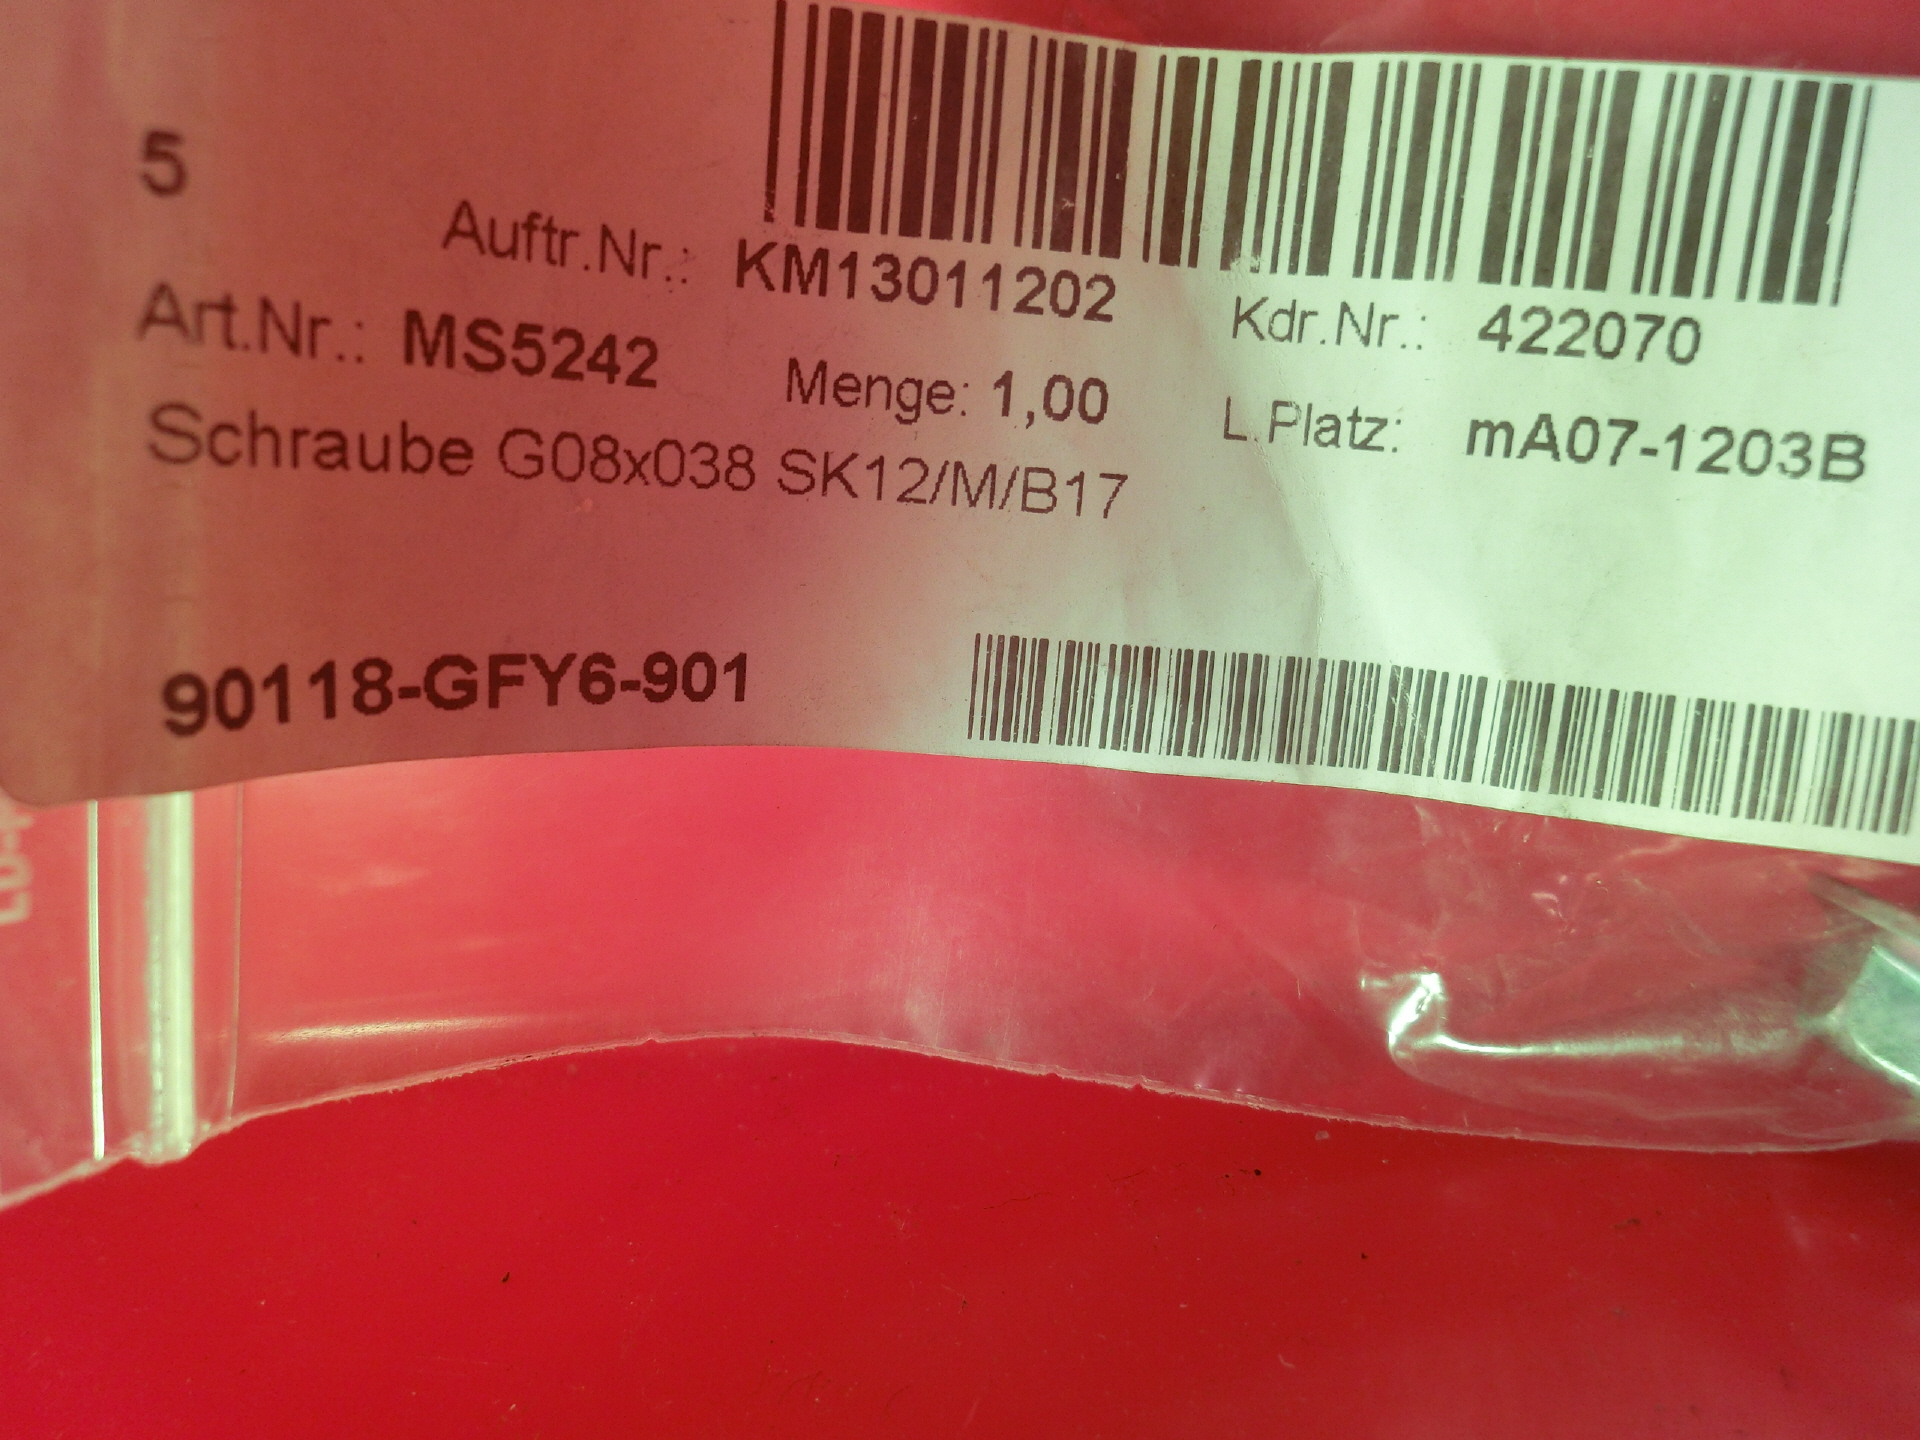 5
Auftr.Nr.: KM13011202 Kdr.Nr.: 422070
Art.Nr.: MS5242 Menge: 1,00 L.Platz: mA07-1203B
Schraube G08x038 SK12/M/B17
90118-GFY6-901